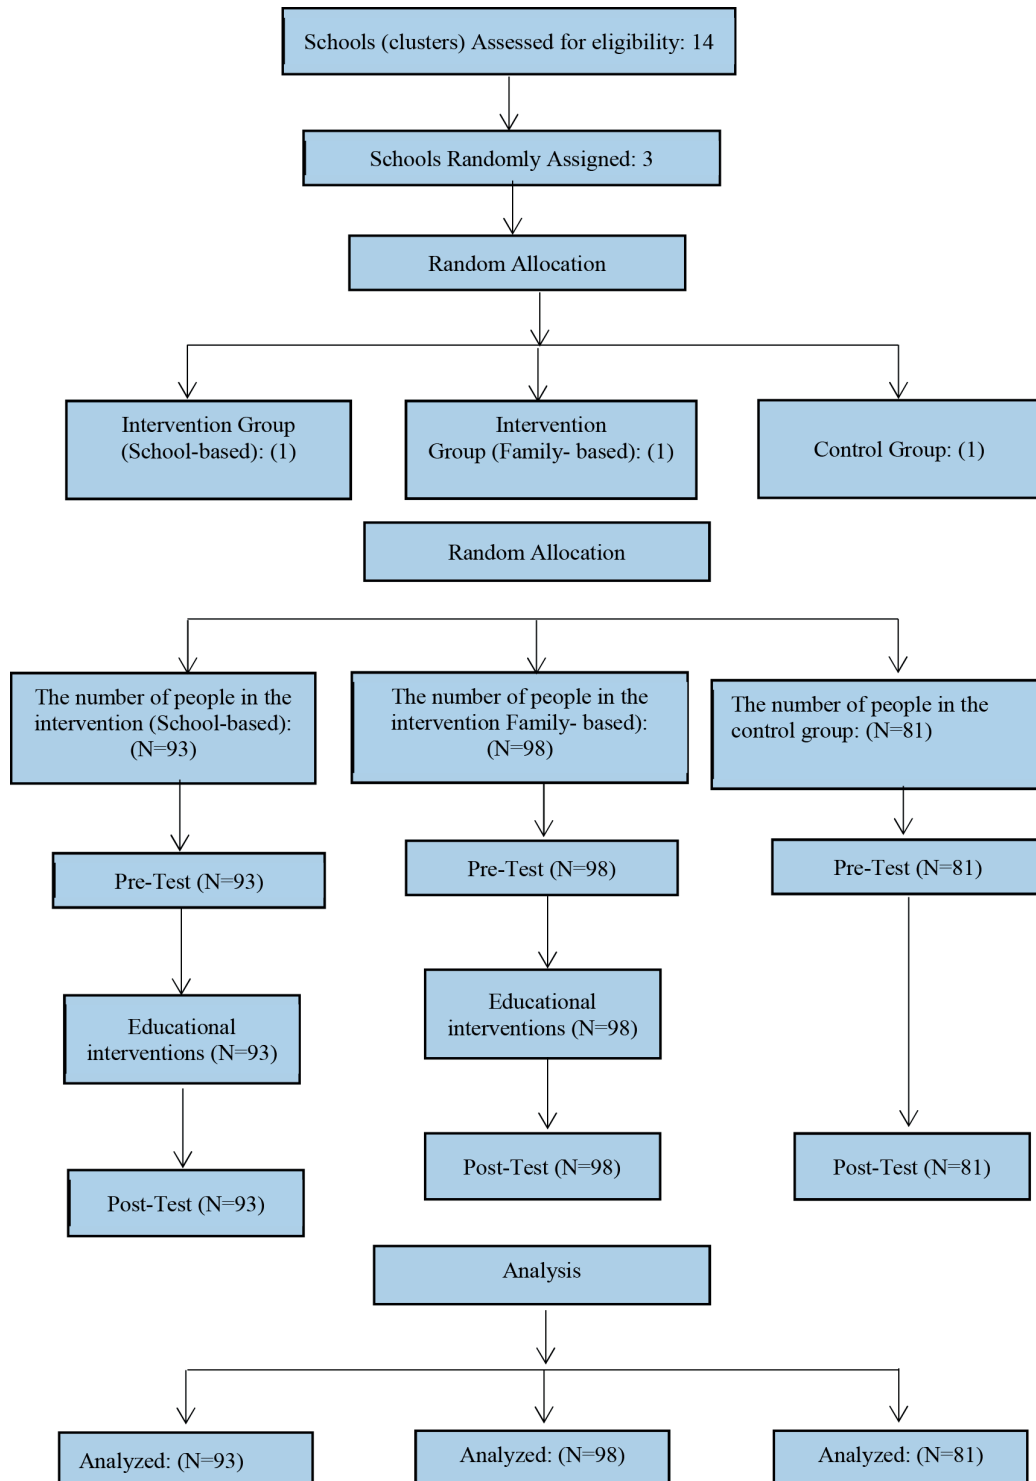 Schools (clusters) Assessed for eligibility: 14
Schools Randomly Assigned: 3
Random Allocation
Intervention Group
(School-based): (1)
Intervention
Group (Family- based): (1)
Control Group: (1)
Random Allocation
The number of people in the
intervention (School-based):
(N=93)
The number of people in the
intervention Family- based):
(N=98)
The number of people in the
control group: (N=81)
Pre-Test (N=93)
Pre-Test (N=98)
Pre-Test (N=81)
Educational
interventions (N=93)
Educational
interventions (N=98)
Post-Test (N=93)
Post-Test (N=98)
Post-Test (N=81)
Analysis
Analyzed: (N=93)
Analyzed: (N=98)
Analyzed: (N=81)